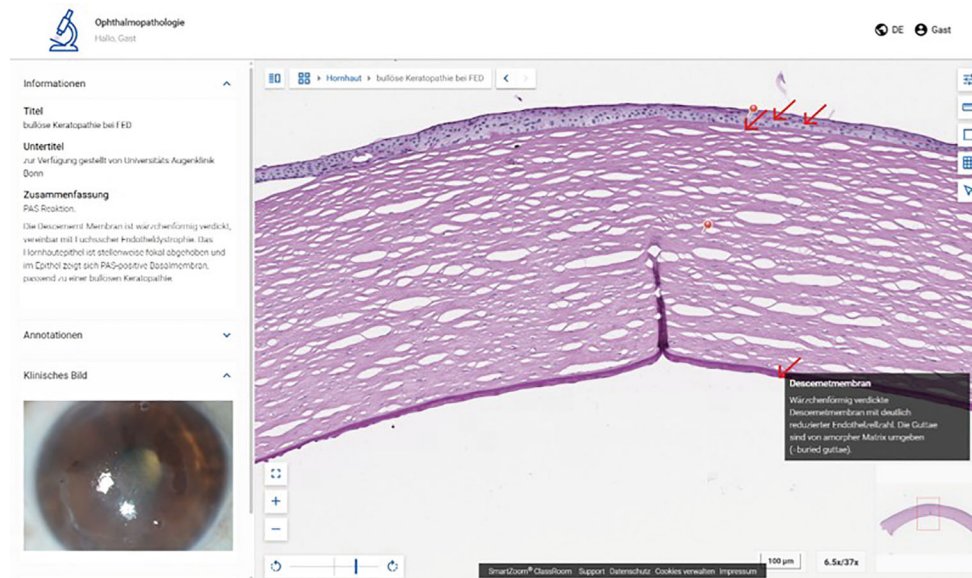 Ophthalmopathologie
Hallo, Gast
DE Gast
Informationen
Titel
bullöse Keratopathie bei FED
Untertitel
zur Verfügung gestellt von Universitäts-Augenklinik
Bonn
Zusammenfassung
PAS Reaktion.
Die Descemet Membran ist wärzchenförmig verdickt,
vereinbar mit Fuchsscher Endotheldystrophie. Das
Hornhautepithel ist stellenweise fokal abgehoben und
im Epithel zeigt sich PAS-positive Basalmembran,
passend zu einer bullösen Keratopathie.
Annotationen
Klinisches Bild
Hornhaut bullöse Keratopathie bei FED
Descemetmembran
Wärzchenförmig verdickte
Descemetmembran mit deutlich
reduzierter Endothelzellzahl. Die Guttae
sind von amorpher Matrix umgeben
(-buried guttae).
100 µm
6.5x/37x
SmartZoom® ClassRoom Support Datenschutz Cookies verwalten Impressum